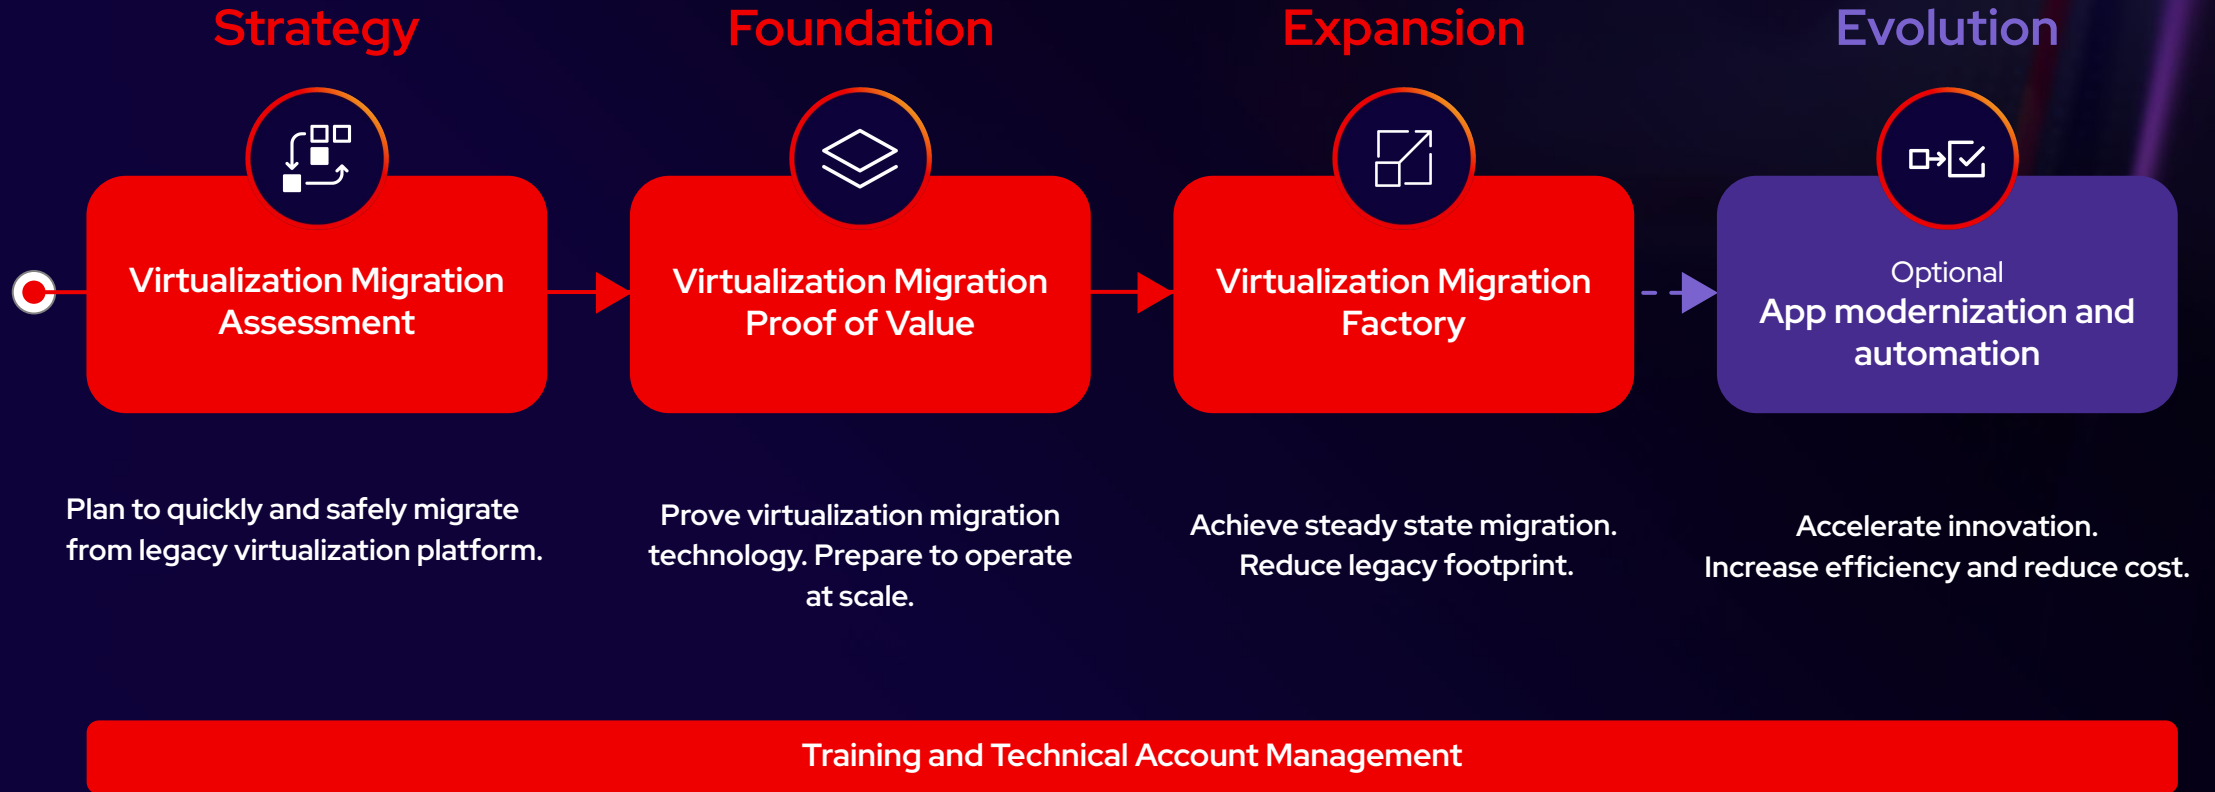 Strategy
Foundation
Expansion
Evolution
Virtualization Migration
Assessment
Virtualization Migration
Proof of Value
Virtualization Migration
Factory
Optional
App modernization and
automation
Plan to quickly and safely migrate
from legacy virtualization platform.
Prove virtualization migration
technology. Prepare to operate
at scale.
Achieve steady state migration.
Reduce legacy footprint.
Accelerate innovation.
Increase efficiency and reduce cost.
Training and Technical Account Management